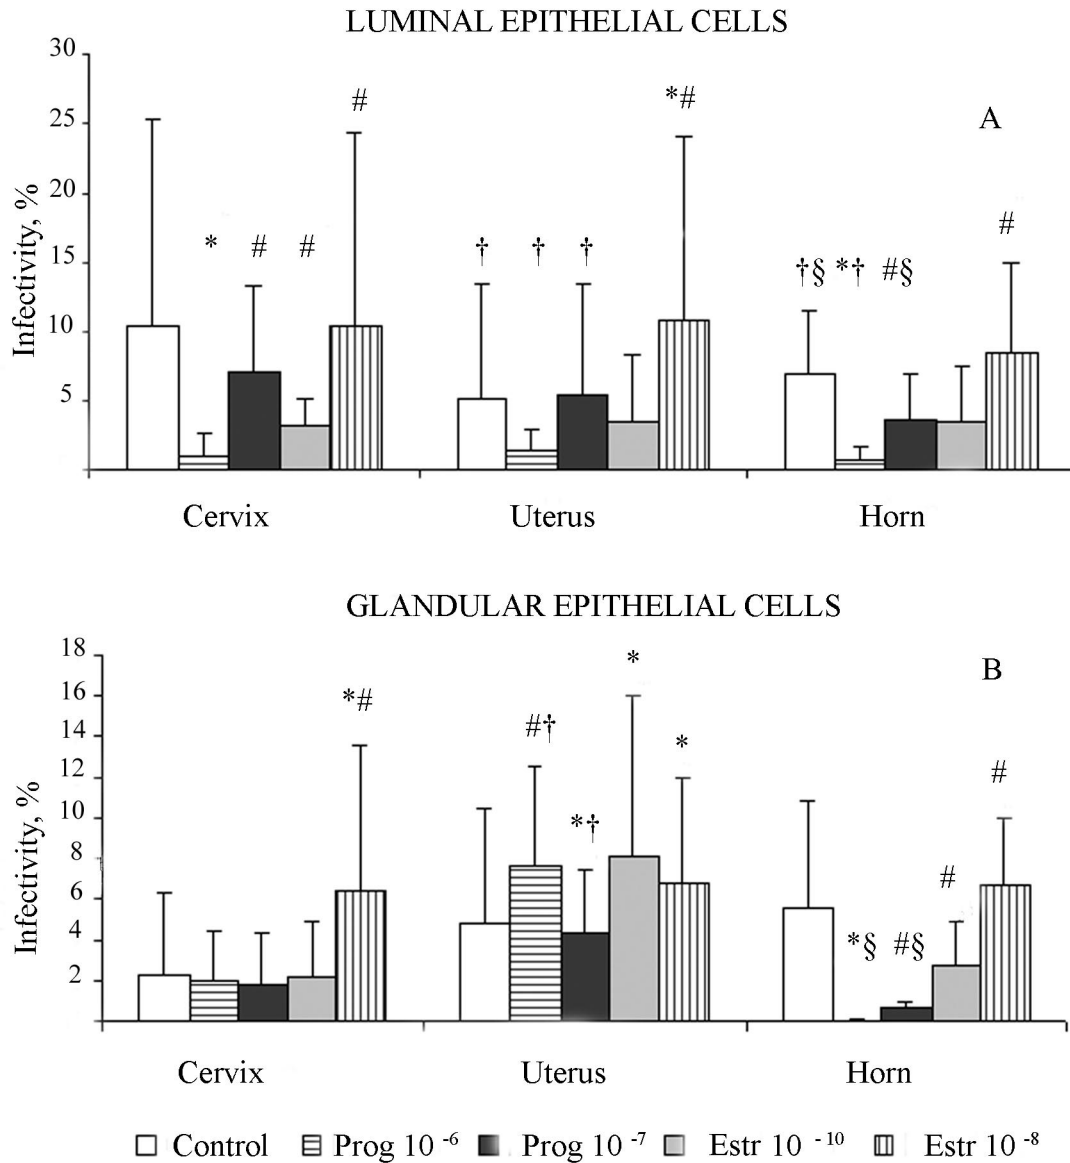 LUMINAL EPITHELIAL CELLS
A
Infectivity, %
30
25
20
15
10
5
* # # #
† † † *#
†§ *† #§ #
Cervix Uterus Horn
GLANDULAR EPITHELIAL CELLS
B
Infectivity, %
18
16
14
12
10
8
6
4
2
*#
#† *† * *
*§ #§ # #
Cervix Uterus Horn
Control Prog 10 -6 Prog 10 -7 Estr 10 - 10 Estr 10 -8